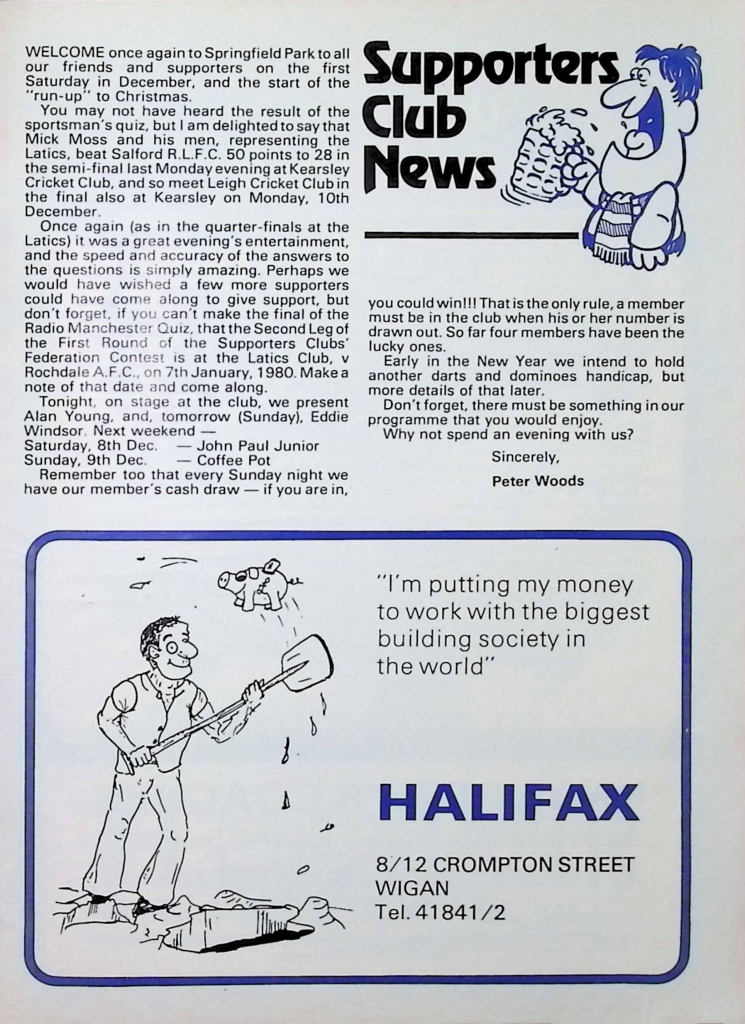 WELCOME once again to Springfield Park to all
our friends and supporters on the first
Saturday in December, and the start of the
"run-up" to Christmas.
You may not have heard the result of the
sportsman's quiz, but I am delighted to say that
Mick Moss and his men, representing the
Latics, beat Salford R.L.F.C. 50 points to 28 in
the semi-final last Monday evening at Kearsley
Cricket Club, and so meet Leigh Cricket Club in
the final also at Kearsley on Monday, 10th
December.
Once again (as in the quarter-finals at the
Latics) it was a great evening's entertainment,
and the speed and accuracy of the answers to
the questions is simply amazing. Perhaps we
would have wished a few more supporters
could have come along to give support, but
don't forget, if you can't make the final of the
Radio Manchester Quiz, that the Second Leg of
the First Round of the Supporters Clubs'
Federation Contest is at the Latics Club, v
Rochdale A.F.C., on 7th January, 1980. Make a
note of that date and come along.
Tonight, on stage at the club, we present
Alan Young, and, tomorrow (Sunday), Eddie
Windsor. Next weekend —
Saturday, 8th Dec. — John Paul Junior
Sunday, 9th Dec. — Coffee Pot
Remember too that every Sunday night we
have our member's cash draw — if you are in,
Supporters
Club
News
you could win!!! That is the only rule, a member
must be in the club when his or her number is
drawn out. So far four members have been the
lucky ones.
Early in the New Year we intend to hold
another darts and dominoes handicap, but
more details of that later.
Don't forget, there must be something in our
programme that you would enjoy.
Why not spend an evening with us?
Sincerely,
Peter Woods
"I'm putting my money
to work with the biggest
building society in
the world"
HALIFAX
8/12 CROMPTON STREET
WIGAN
Tel. 41841/2